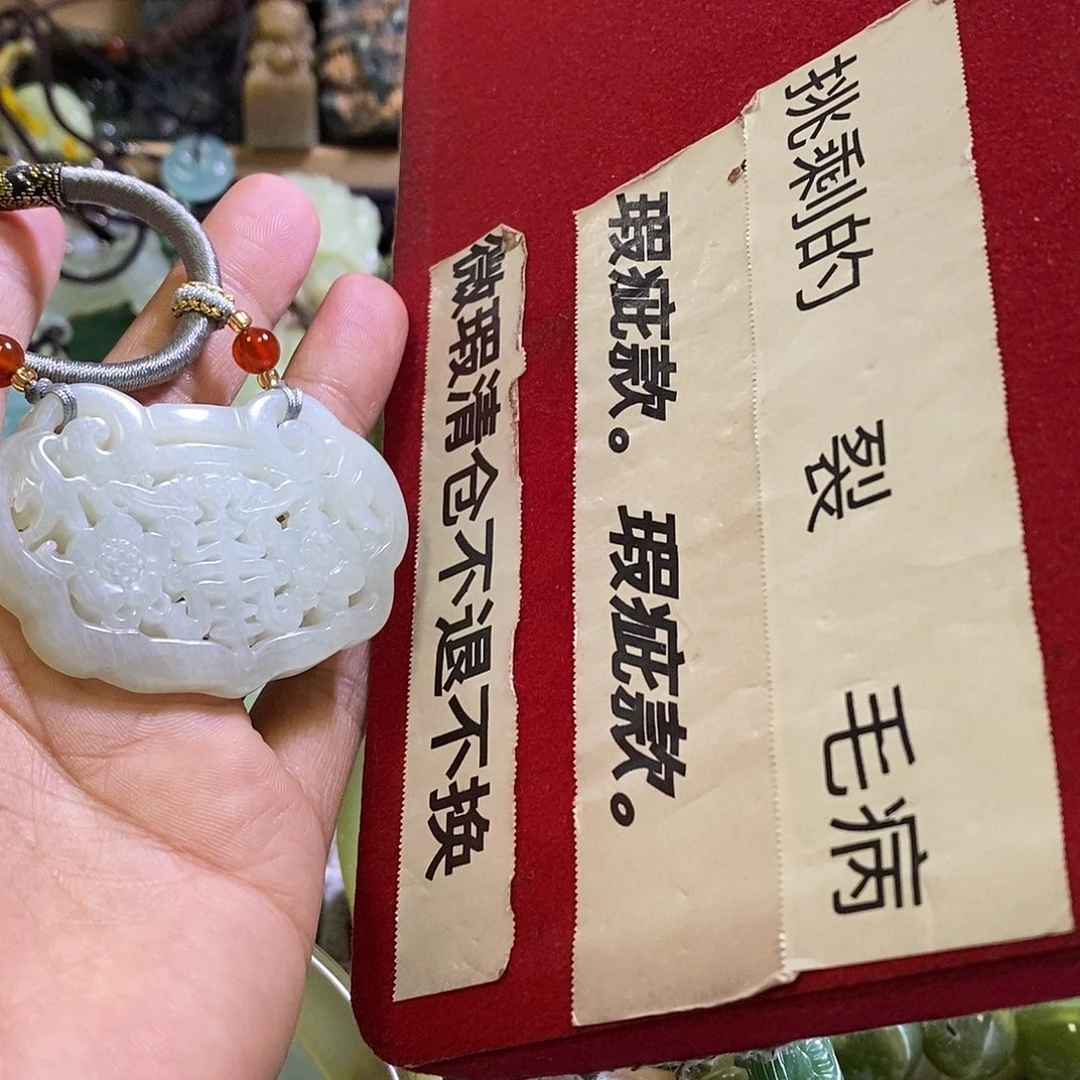 挑剩的 裂 毛病
瑕疵款。 瑕疵款。
微瑕清仓不退不换